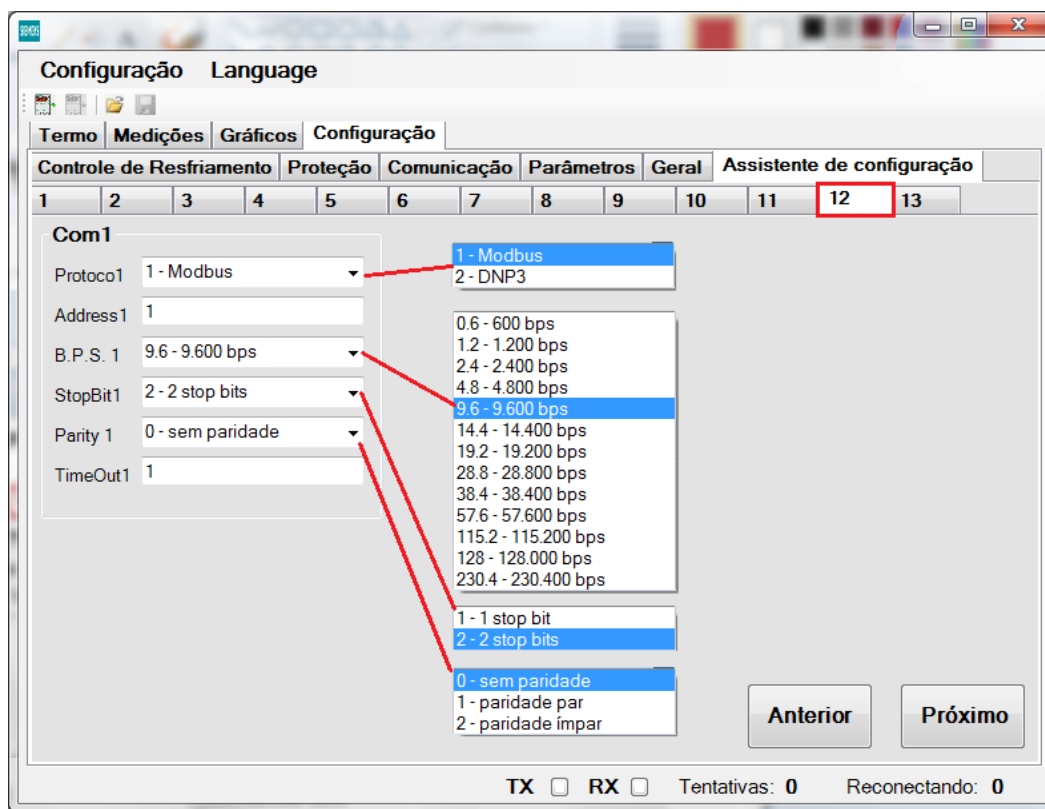 SIEMENS
Configuração Language
Termo Medições Gráficos Configuração
Controle de Resfriamento Proteção Comunicação Parâmetros Geral Assistente de configuração
1 2 3 4 5 6 7 8 9 10 11 12 13
Com1
Protoco1 1 - Modbus
Address1 1
B.P.S. 1 9.6 - 9.600 bps
StopBit1 2 - 2 stop bits
Parity 1 0 - sem paridade
TimeOut1 1
1 - Modbus
2 - DNP3
0.6 - 600 bps
1.2 - 1.200 bps
2.4 - 2.400 bps
4.8 - 4.800 bps
9.6 - 9.600 bps
14.4 - 14.400 bps
19.2 - 19.200 bps
28.8 - 28.800 bps
38.4 - 38.400 bps
57.6 - 57.600 bps
115.2 - 115.200 bps
128 - 128.000 bps
230.4 - 230.400 bps
1 - 1 stop bit
2 - 2 stop bits
0 - sem paridade
1 - paridade par
2 - paridade ímpar
Anterior Próximo
TX RX Tentativas: 0 Reconectando: 0